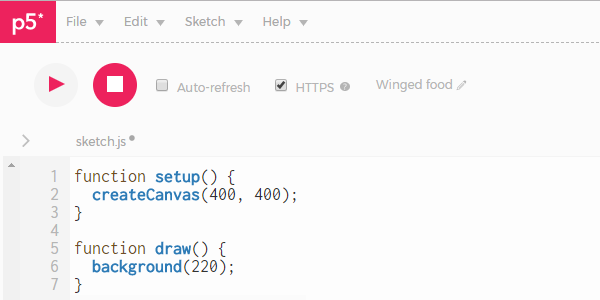 p5* File Edit Sketch Help
Auto-refresh HTTPS ? Winged food
sketch.js
1 function setup() {
2   createCanvas(400, 400);
3 }
4
5 function draw() {
6   background(220);
7 }